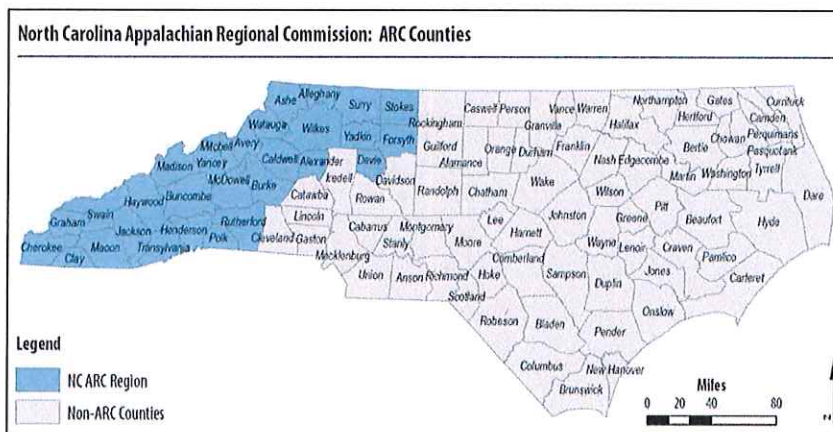 North Carolina Appalachian Regional Commission: ARC Counties
Ashe Alleghany Surry Stokes Rockingham Caswell Person Vance Warren Northampton Gates Currituck
Watauga Wilkes Yadkin Forsyth Guilford Alamance Orange Durham Granville Franklin Halifax Hertford Camden
Mitchell Avery Caldwell Alexander Davie Iredell Davidson Nash Edgecombe Bertie Chowan Perquimans Pasquotank
Madison Yancey McDowell Burke Catawba Rowan Randolph Chatham Wake Wilson Martin Washington Tyrrell
Haywood Buncombe Lincoln Dare
Graham Swain Jackson Henderson Rutherford Cleveland Gaston Cabarrus Stanly Montgomery Moore Lee Harnett Johnston Greene Pitt Beaufort Hyde
Cherokee Clay Macon Transylvania Polk Mecklenburg Cumberland Wayne Lenoir Craven Pamlico
Union Anson Richmond Hoke Sampson Duplin Jones Carteret
Scotland Robeson Bladen Pender Onslow
Columbus New Hanover
Brunswick
Legend
NC ARC Region
Non-ARC Counties
Miles
0 20 40 80